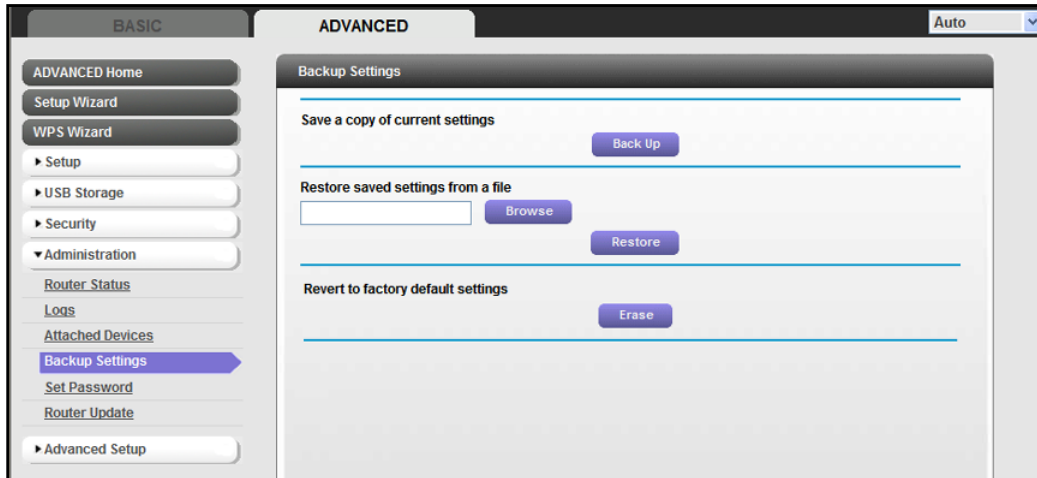 BASIC
ADVANCED
Auto
ADVANCED Home
Setup Wizard
WPS Wizard
Setup
USB Storage
Security
Administration
Router Status
Logs
Attached Devices
Backup Settings
Set Password
Router Update
Advanced Setup
Backup Settings
Save a copy of current settings
Back Up
Restore saved settings from a file
Browse
Restore
Revert to factory default settings
Erase